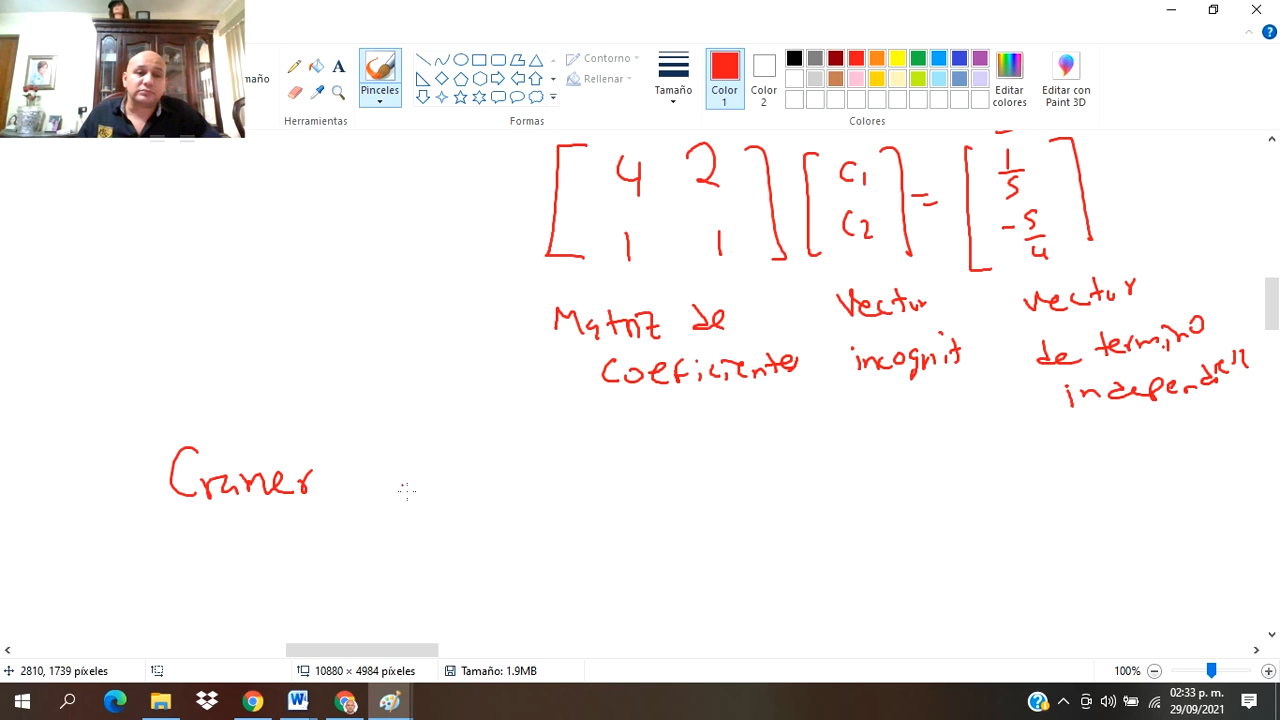 maño
Herramientas
Pinceles
Formas
Contorno
Rellenar
Tamaño
Color 1
Color 2
Colores
Editar colores
Editar con Paint 3D
4 2
1 1
C1
C2
=
1/5
-5/4
Matriz de
coeficiente
Vector
incognit
vector
de termino
Cramer
2810, 1739 píxeles
10880 × 4984 píxeles
Tamaño: 1.9MB
100%
02:33 p. m.
29/09/2021